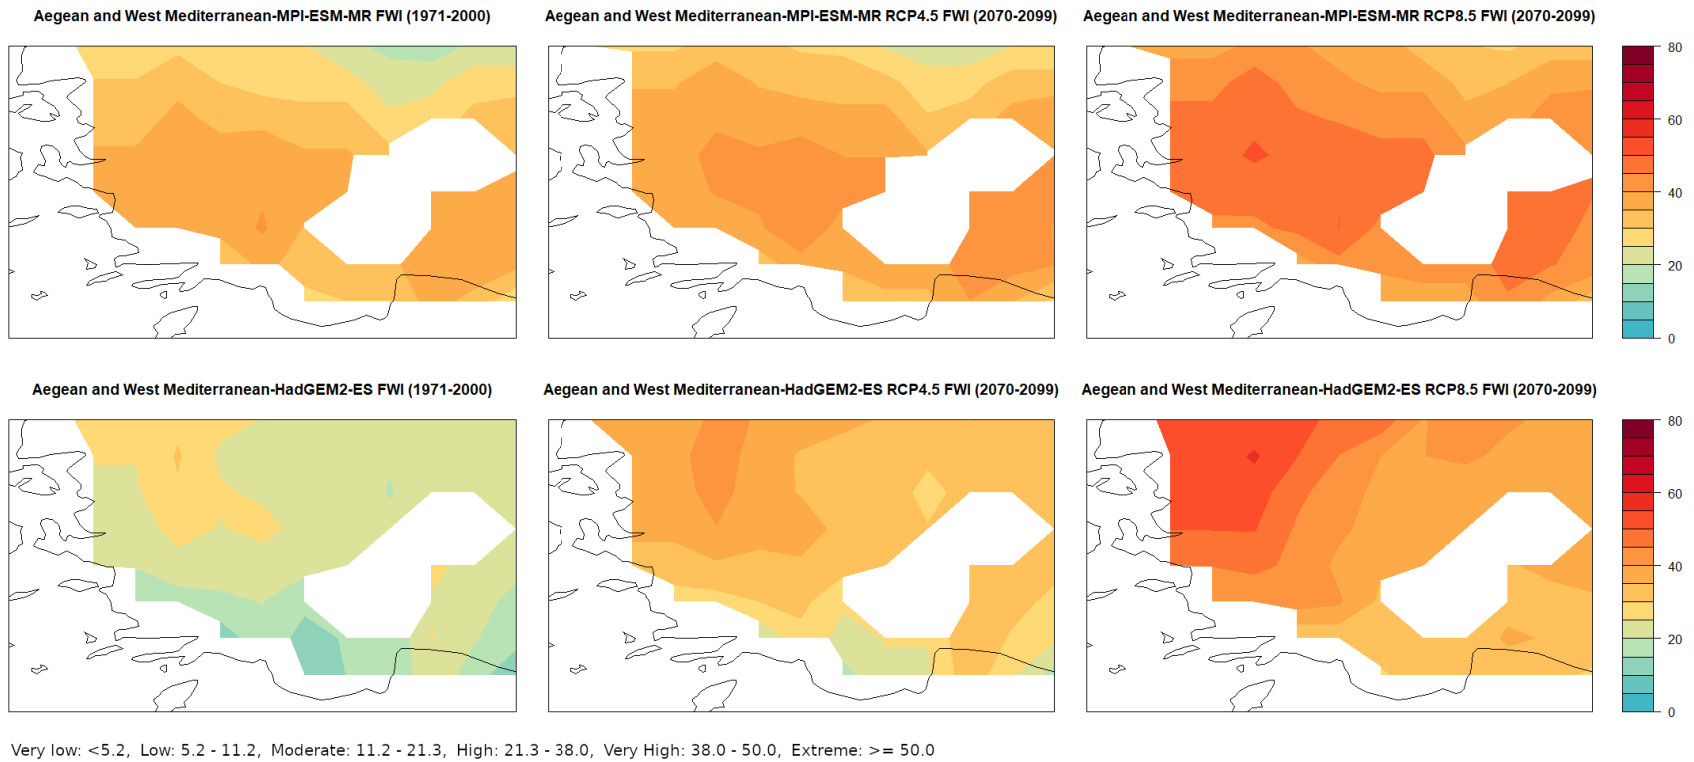 Aegean and West Mediterranean-MPI-ESM-MR FWI (1971-2000)
Aegean and West Mediterranean-MPI-ESM-MR RCP4.5 FWI (2070-2099)
Aegean and West Mediterranean-MPI-ESM-MR RCP8.5 FWI (2070-2099)
80
60
40
20
0
Aegean and West Mediterranean-HadGEM2-ES FWI (1971-2000)
Aegean and West Mediterranean-HadGEM2-ES RCP4.5 FWI (2070-2099)
Aegean and West Mediterranean-HadGEM2-ES RCP8.5 FWI (2070-2099)
80
60
40
20
0
Very low: <5.2, Low: 5.2 - 11.2, Moderate: 11.2 - 21.3, High: 21.3 - 38.0, Very High: 38.0 - 50.0, Extreme: >= 50.0